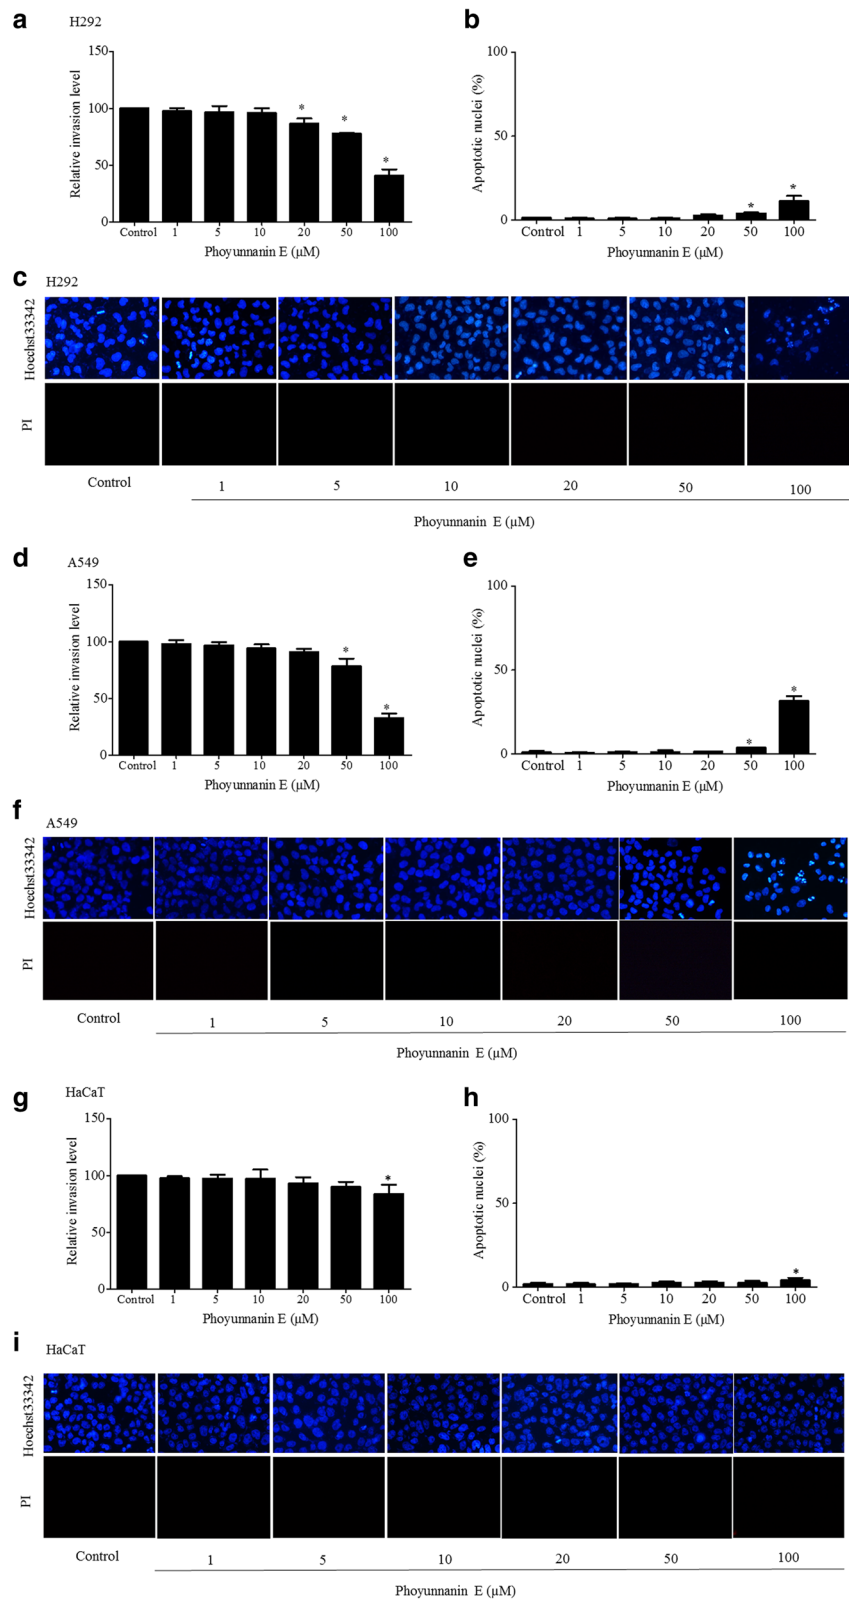 a
H292
150
100
50
0
Relative invasion level
* * *
Control 1 5 10 20 50 100
Phoyunnanin E (µM)
b
100
50
0
Apoptotic nuclei (%)
* *
Control 1 5 10 20 50 100
Phoyunnanin E (µM)
c
H292
Hoechst33342
PI
Control 1 5 10 20 50 100
Phoyunnanin E (µM)
d
A549
150
100
50
0
Relative invasion level
* *
Control 1 5 10 20 50 100
Phoyunnanin E (µM)
e
100
50
0
Apoptotic nuclei (%)
* *
Control 1 5 10 20 50 100
Phoyunnanin E (µM)
f
A549
Hoechst33342
PI
Control 1 5 10 20 50 100
Phoyunnanin E (µM)
g
HaCaT
150
100
50
0
Relative invasion level
*
Control 1 5 10 20 50 100
Phoyunnanin E (µM)
h
100
50
0
Apoptotic nuclei (%)
*
Control 1 5 10 20 50 100
Phoyunnanin E (µM)
i
HaCaT
Hoechst33342
PI
Control 1 5 10 20 50 100
Phoyunnanin E (µM)